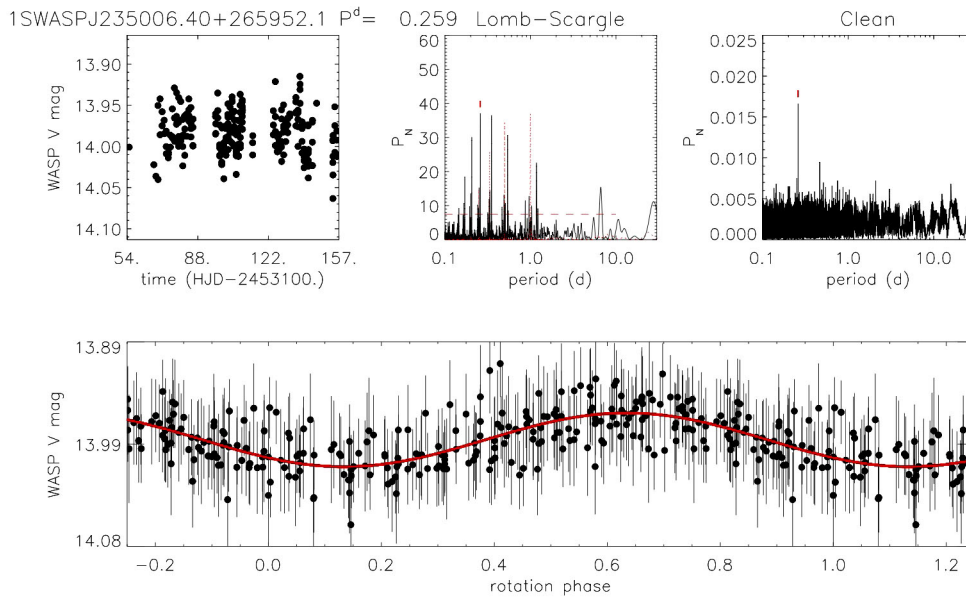 1SWASPJ235006.40+265952.1 P^d= 0.259 Lomb-Scargle Clean
13.90
13.95
14.00
14.05
14.10
WASP V mag
54. 88. 122. 157.
time (HJD-2453100.)
60
50
40
30
20
10
0
P_N
0.1 1.0 10.0
period (d)
0.025
0.020
0.015
0.010
0.005
0.000
P_N
0.1 1.0 10.0
period (d)
13.89
13.99
14.08
WASP V mag
-0.2 0.0 0.2 0.4 0.6 0.8 1.0 1.2
rotation phase